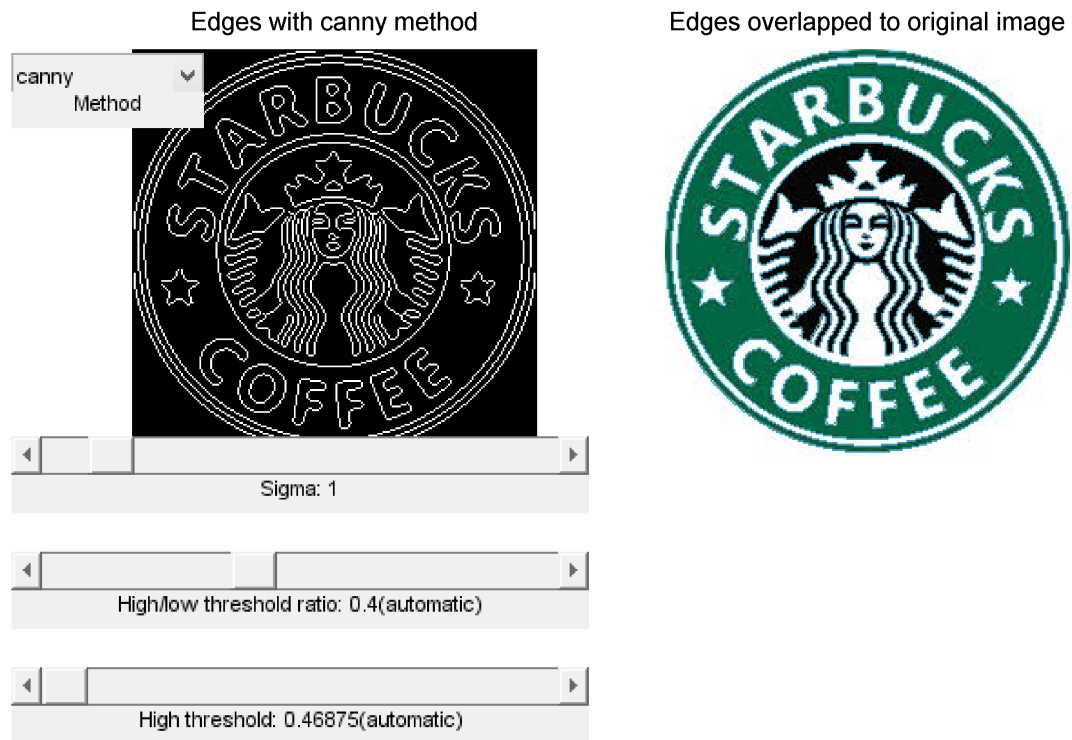 Edges with canny method
Edges overlapped to original image
canny
Method
STARBUCKS
COFFEE
STARBUCKS
COFFEE
Sigma: 1
High/low threshold ratio: 0.4(automatic)
High threshold: 0.46875(automatic)